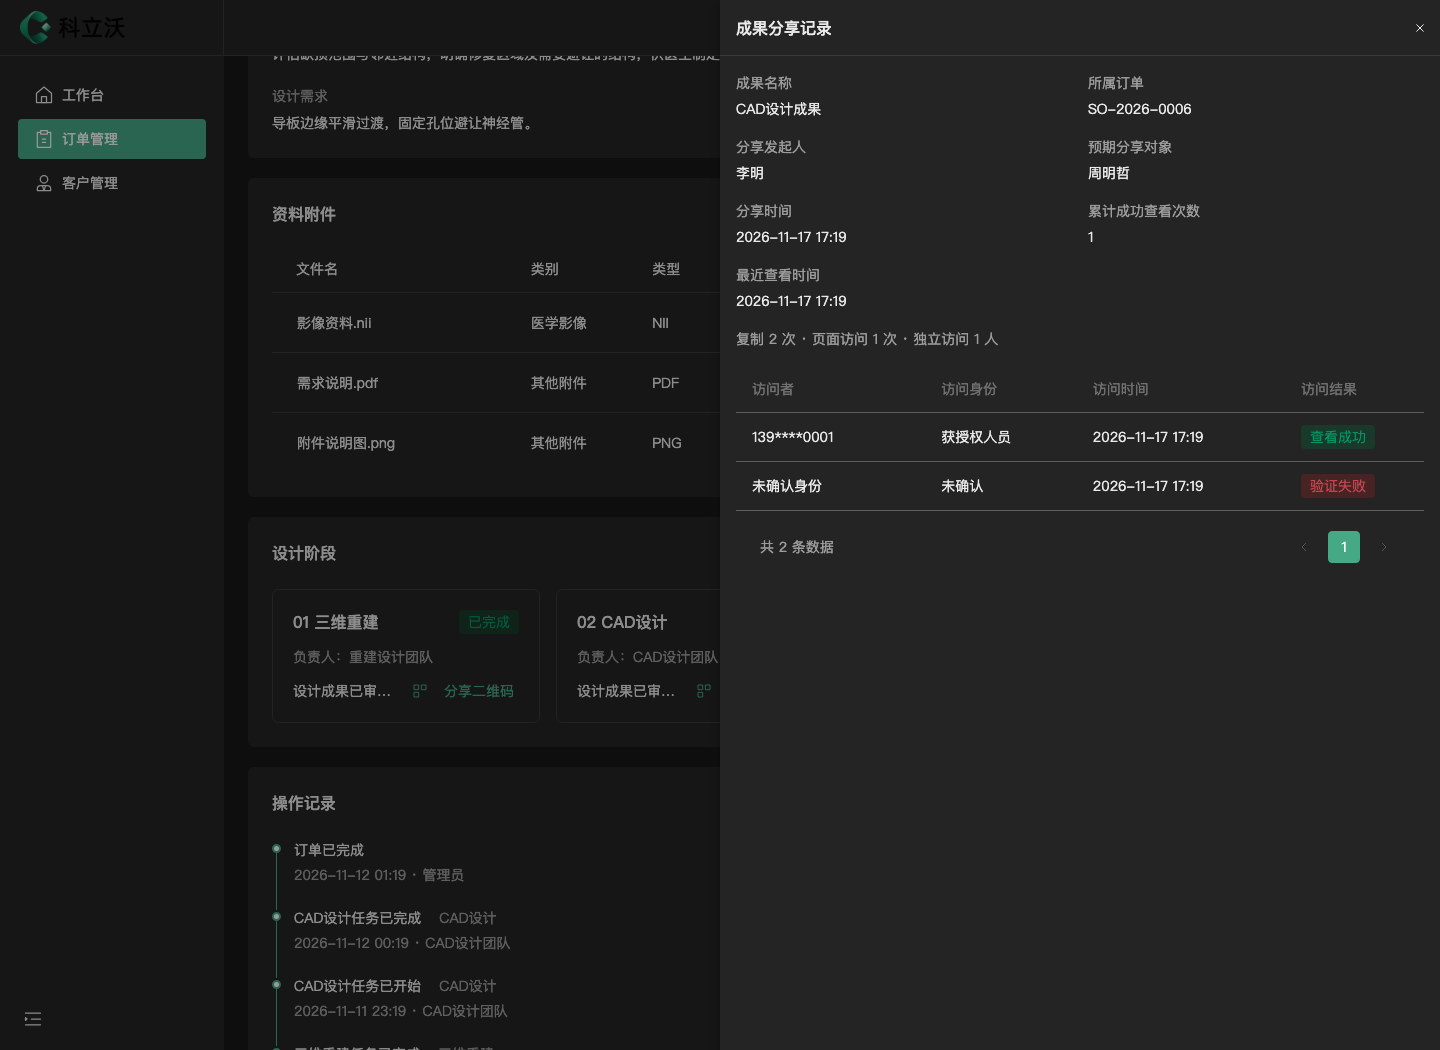 科立沃
工作台
订单管理
客户管理
设计需求
导板边缘平滑过渡，固定孔位避让神经管。
资料附件
文件名 类别 类型
影像资料.nii 医学影像 NII
需求说明.pdf 其他附件 PDF
附件说明图.png 其他附件 PNG
设计阶段
01 三维重建 已完成
负责人：重建设计团队
设计成果已审... 分享二维码
02 CAD设计
负责人：CAD设计团队
设计成果已审...
操作记录
订单已完成
2026-11-12 01:19 · 管理员
CAD设计任务已完成 CAD设计
2026-11-12 00:19 · CAD设计团队
CAD设计任务已开始 CAD设计
2026-11-11 23:19 · CAD设计团队
成果分享记录
成果名称 所属订单
CAD设计成果 SO-2026-0006
分享发起人 预期分享对象
李明 周明哲
分享时间 累计成功查看次数
2026-11-17 17:19 1
最近查看时间
2026-11-17 17:19
复制 2 次 · 页面访问 1 次 · 独立访问 1 人
访问者 访问身份 访问时间 访问结果
139****0001 获授权人员 2026-11-17 17:19 查看成功
未确认身份 未确认 2026-11-17 17:19 验证失败
共 2 条数据 1